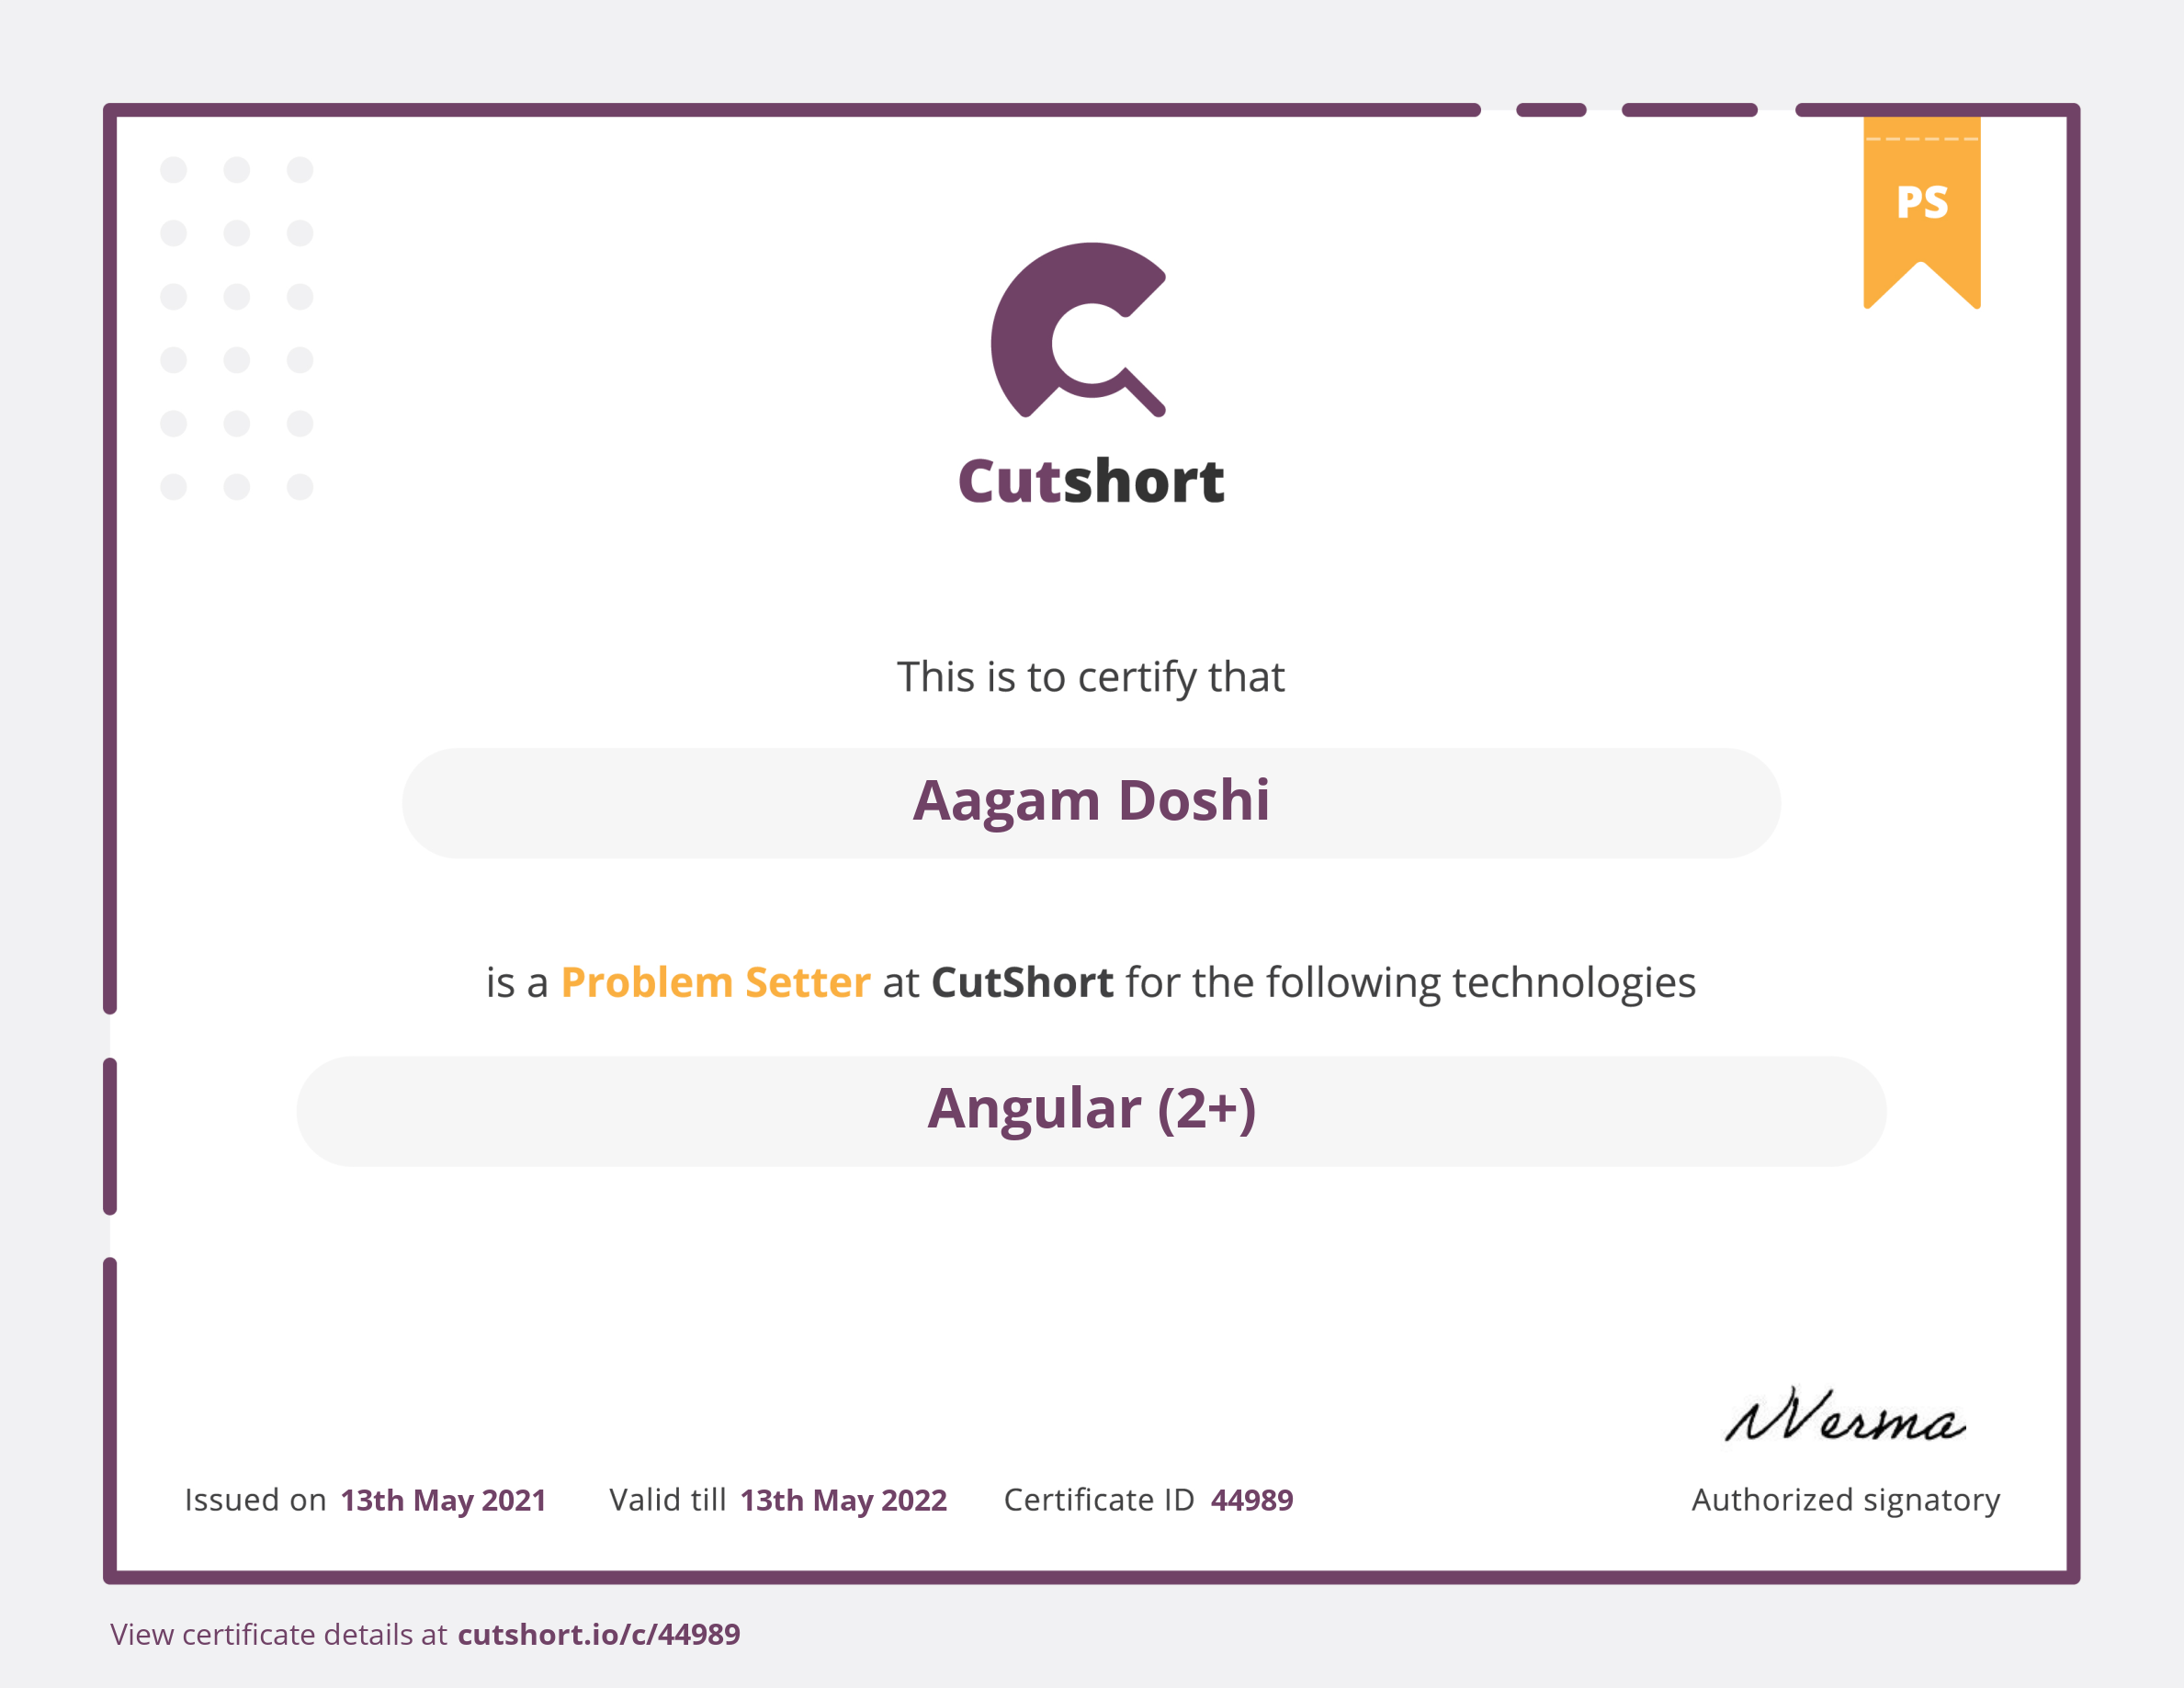 PS
Cutshort
This is to certify that
Aagam Doshi
is a Problem Setter at CutShort for the following technologies
Angular (2+)
Verma
Issued on 13th May 2021 Valid till 13th May 2022 Certificate ID 44989 Authorized signatory
View certificate details at cutshort.io/c/44989